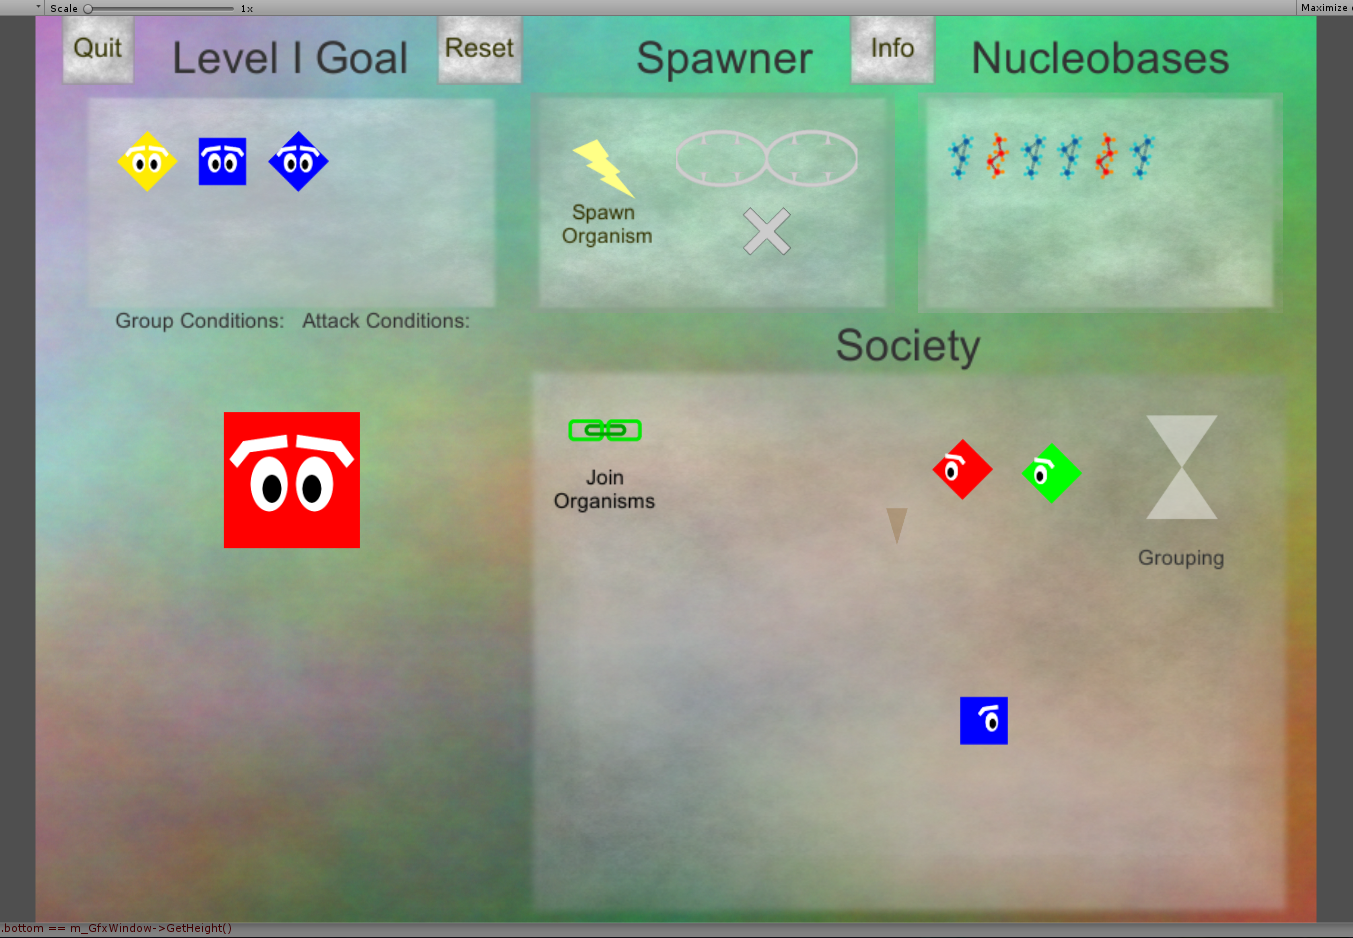 Scale 1x Maximize
Quit Level I Goal Reset Spawner Info Nucleobases
Spawn
Organism
Group Conditions: Attack Conditions:
Society
Join
Organisms
Grouping
.bottom == m_GfxWindow->GetHeight()